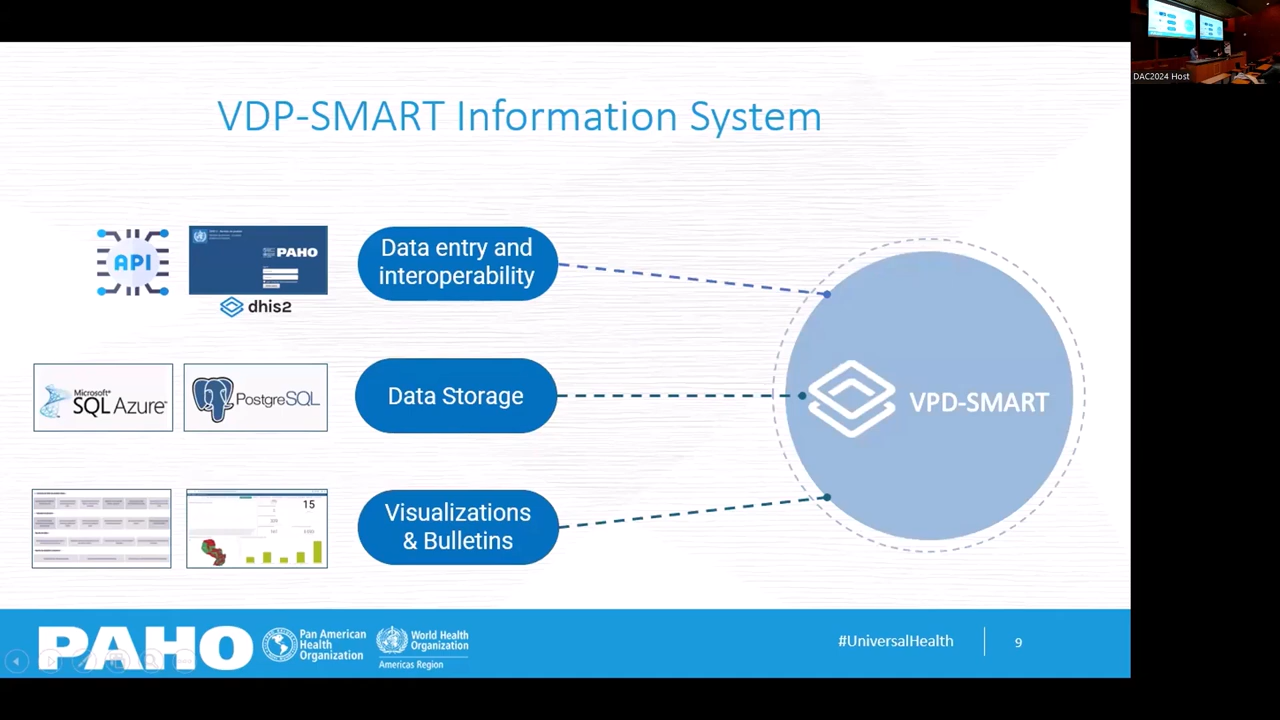 DAC2024 Host
VDP-SMART Information System
API
PAHO
dhis2
Data entry and
interoperability
Microsoft®
SQL Azure™
PostgreSQL
Data Storage
VPD-SMART
15
Visualizations
& Bulletins
PAHO
Pan American
Health
Organization
World Health
Organization
Americas Region
#UniversalHealth
9